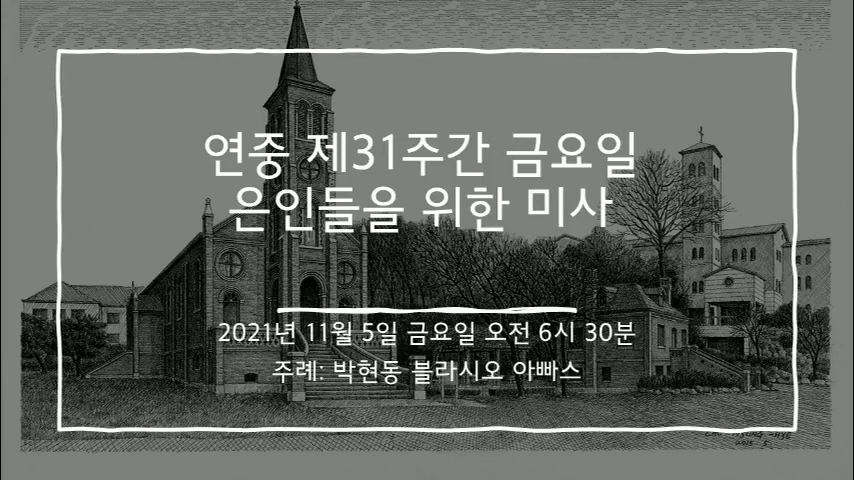 연중 제31주간 금요일
은인들을 위한 미사
2021년 11월 5일 금요일 오전 6시 30분
주례: 박현동 블라시오 아빠스